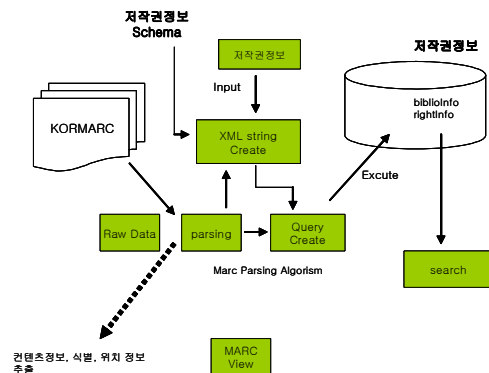 저작권정보
Schema
저작권정보
저작권정보
Input
biblioInfo
rightInfo
KORMARC
XML string
Create
Excute
Raw Data
parsing
Query
Create
Marc Parsing Algorism
search
컨텐츠정보, 식별, 위치 정보
추출
MARC
View